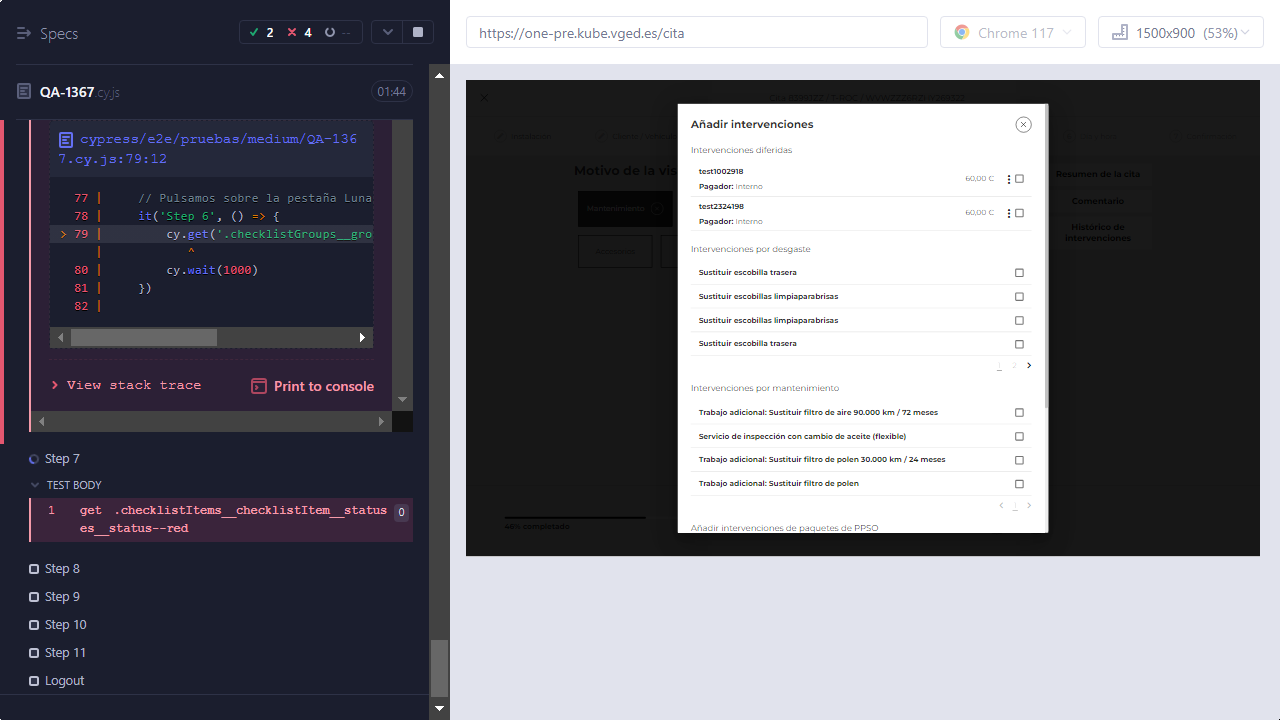 Specs
2
4
--
https://one-pre.kube.vged.es/cita
Chrome 117
1500x900 (53%)
QA-1367.cy.js
01:44
cypress/e2e/pruebas/medium/QA-136
7.cy.js:79:12
77 | // Pulsamos sobre la pestaña Luna
78 | it('Step 6', () => {
> 79 | cy.get('.checklistGroups__gro
| ^
80 | cy.wait(1000)
81 | })
82 |
View stack trace
Print to console
Step 7
TEST BODY
1 get .checklistItems__checklistItem__status
es__status--red
0
Step 8
Step 9
Step 10
Step 11
Logout
Motivo de la vis
Mantenimiento
48% completado
Resumen de la cita
Comentario
Histórico de
intervenciones
Añadir intervenciones
Intervenciones diferidas
test1002918
Pagador: Interno
60,00 €
test2324198
Pagador: Interno
60,00 €
Intervenciones por desgaste
Sustituir escobilla trasera
Sustituir escobillas limpiaparabrisas
Sustituir escobillas limpiaparabrisas
Sustituir escobilla trasera
1 2 >
Intervenciones por mantenimiento
Trabajo adicional: Sustituir filtro de aire 90.000 km / 72 meses
Servicio de inspección con cambio de aceite (flexible)
Trabajo adicional: Sustituir filtro de polen 30.000 km / 24 meses
Trabajo adicional: Sustituir filtro de polen
< 1 >
Añadir intervenciones de paquetes de PPSO